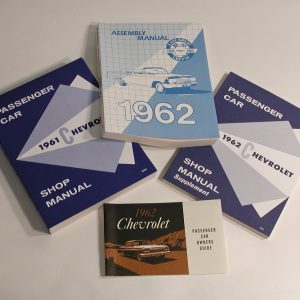 PASSENGER
CAR
1961 CHEVROLET
SHOP
MANUAL
ASSEMBLY MANUAL
1962
PASSENGER
CAR
1962 CHEVROLET
SHOP
MANUAL
Supplement
1962
Chevrolet
PASSENGER
CAR
OWNERS
GUIDE